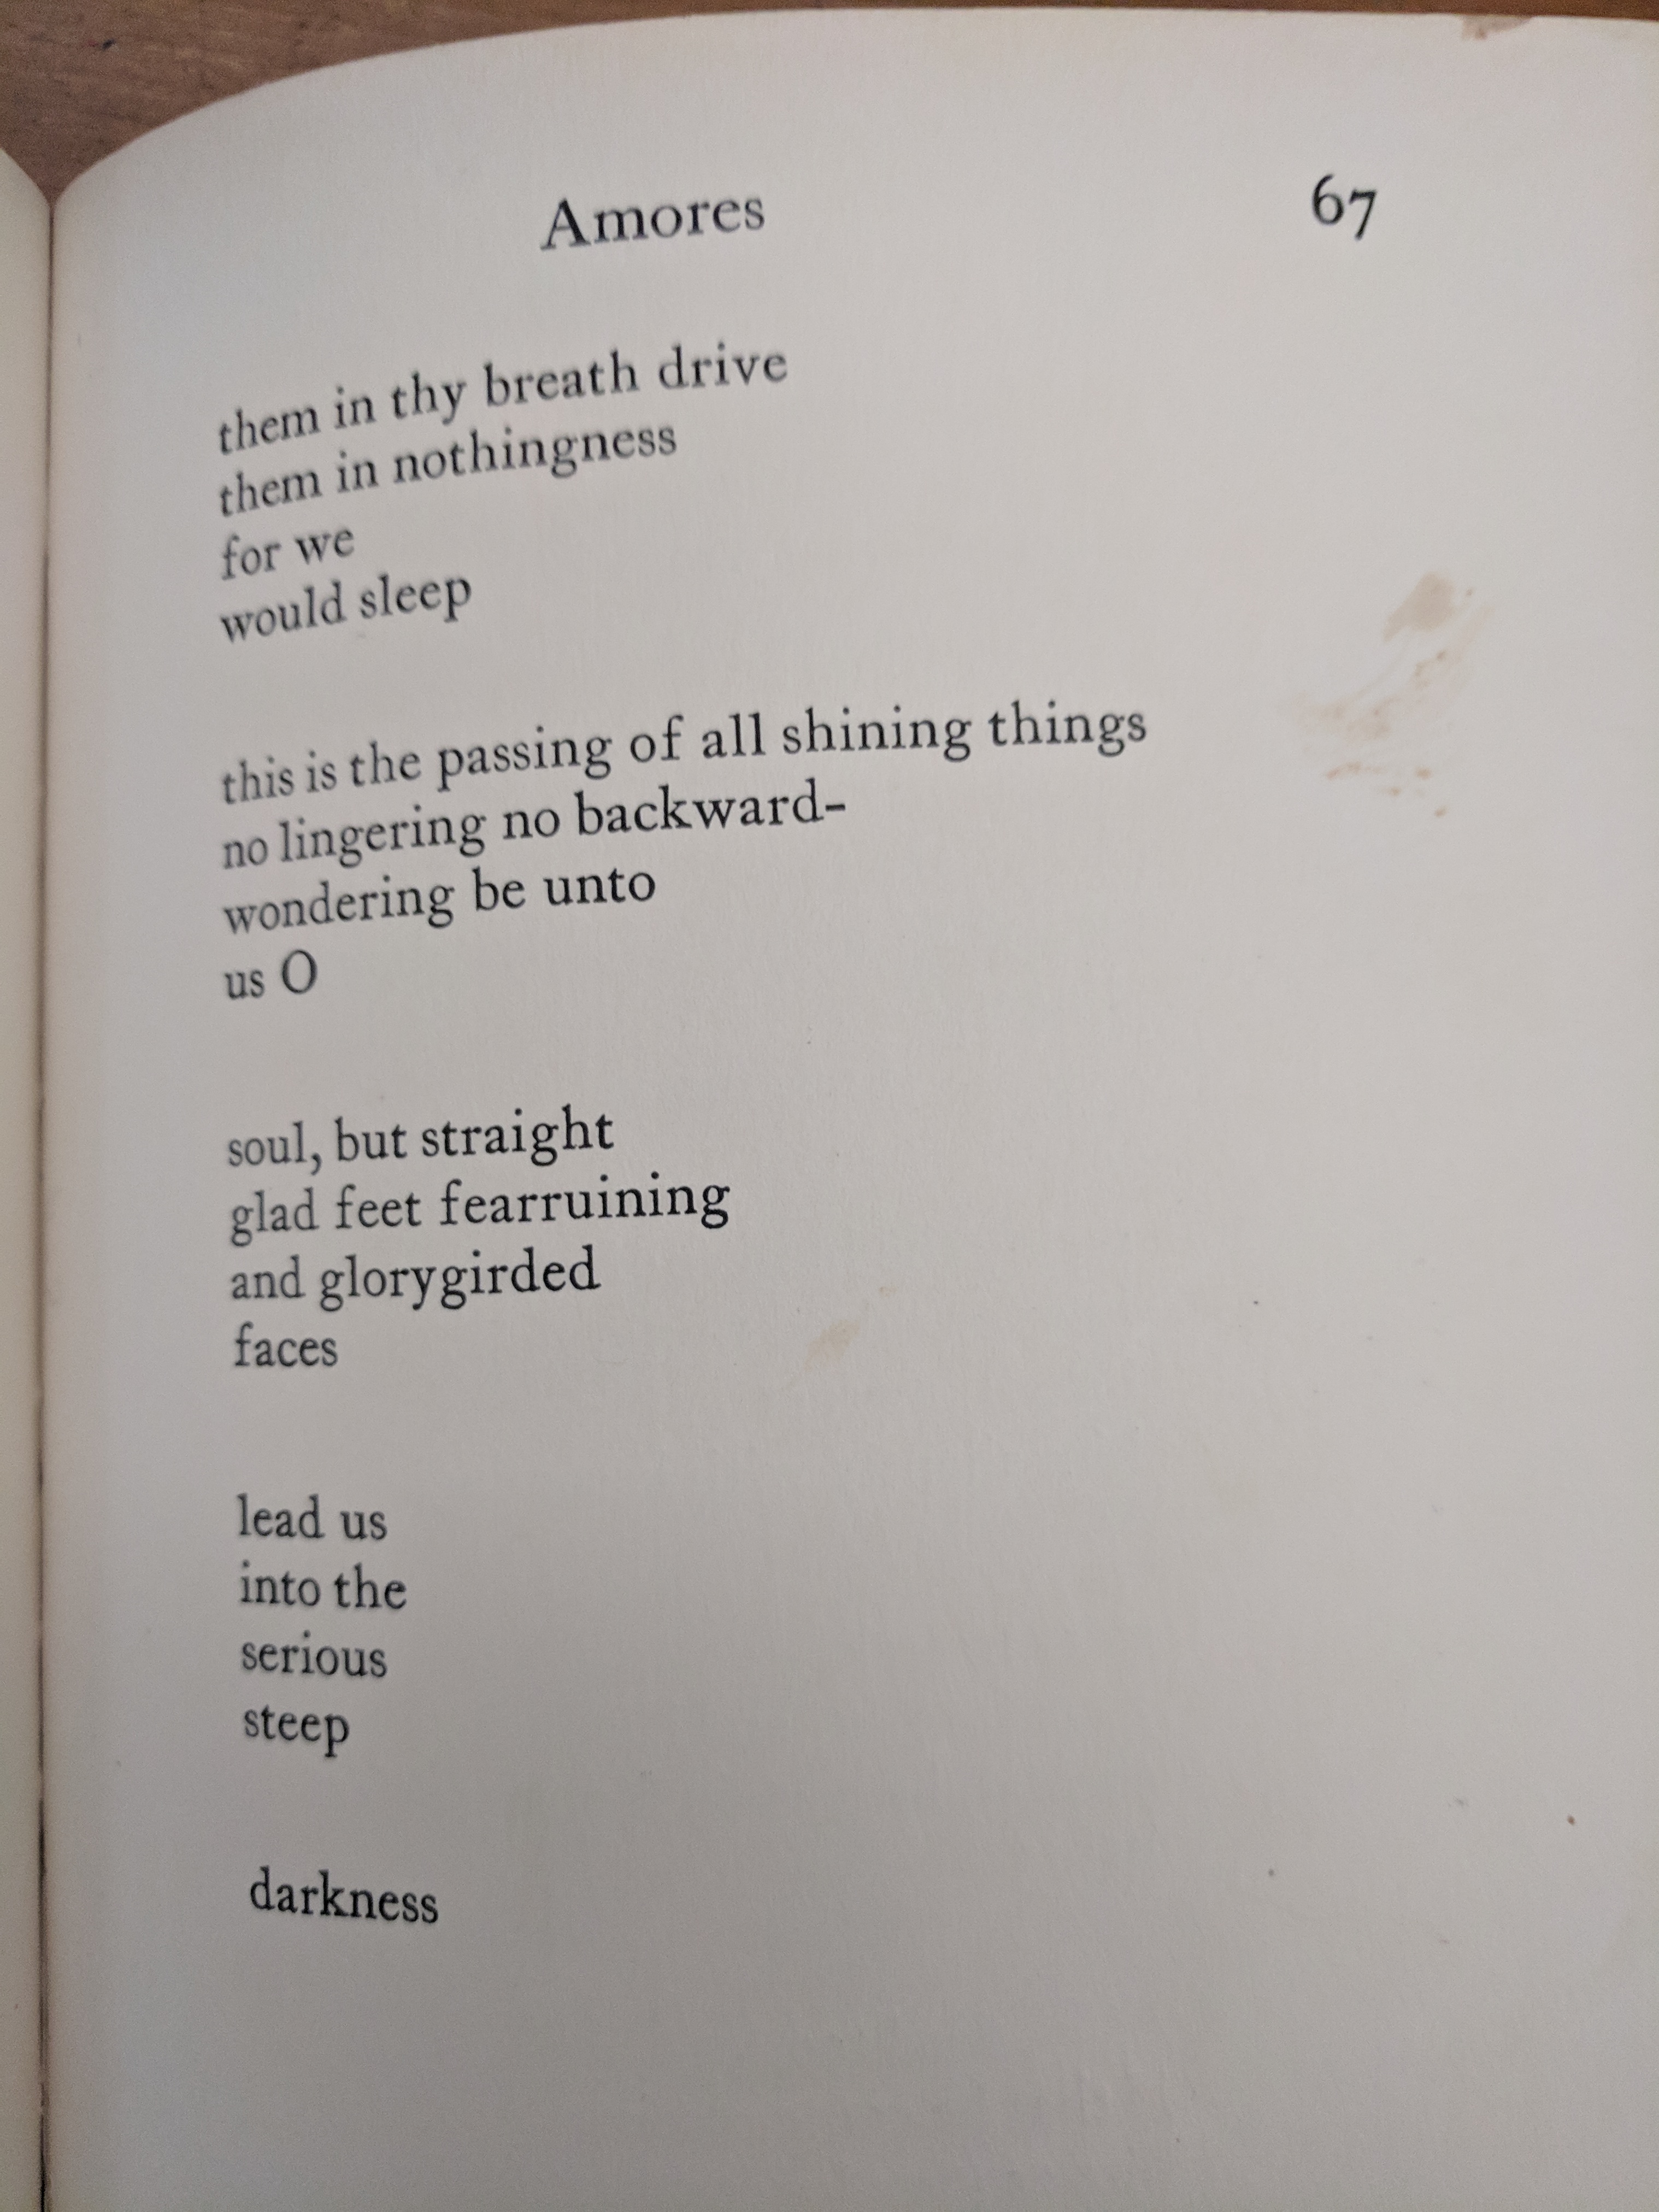 Amores 67
them in thy breath drive
them in nothingness
for we
would sleep
this is the passing of all shining things
no lingering no backward-
wondering be unto
us O
soul, but straight
glad feet fearruining
and glorygirded
faces
lead us
into the
serious
steep
darkness